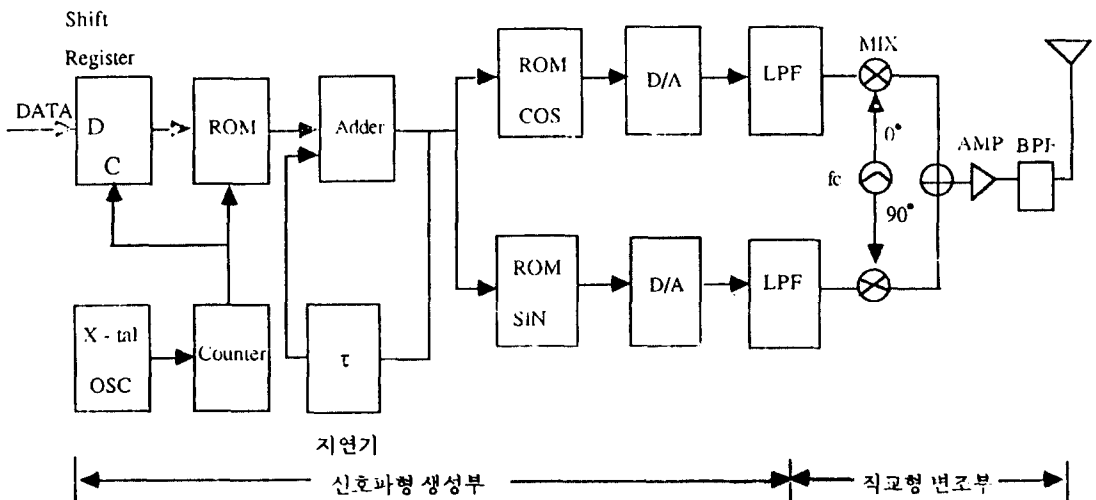 Shift
Register
DATA
D
C
ROM
Adder
ROM
COS
D/A
LPF
MIX
0°
fc
90°
AMP
BPF
ROM
SIN
D/A
LPF
X - tal
OSC
Counter
τ
지연기
신호파형 생성부
직교형 변조부